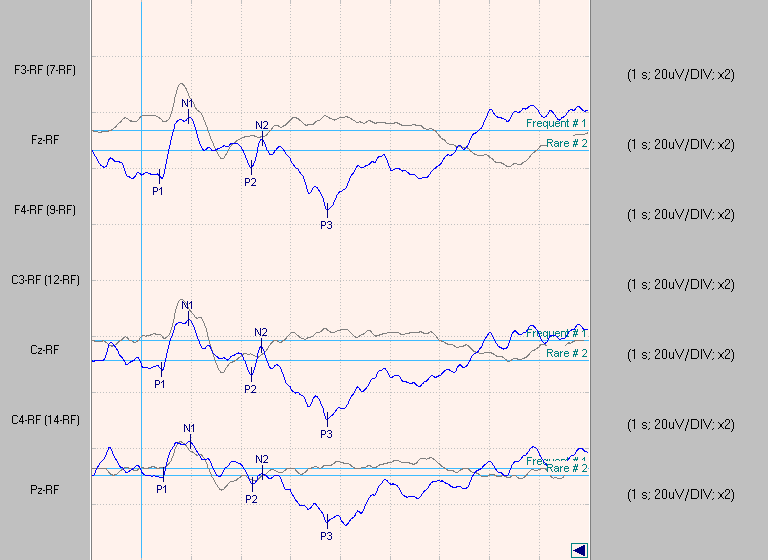 F3-RF (7-RF)
(1 s; 20uV/DIV; x2)
N1
Frequent # 1
N2
Fz-RF
Rare # 2
(1 s; 20uV/DIV; x2)
P1
P2
F4-RF (9-RF)
(1 s; 20uV/DIV; x2)
P3
C3-RF (12-RF)
(1 s; 20uV/DIV; x2)
N1
N2
Frequent # 1
Cz-RF
Rare # 2
(1 s; 20uV/DIV; x2)
P1
P2
C4-RF (14-RF)
(1 s; 20uV/DIV; x2)
N1
P3
N2
Frequent # 1
Rare # 2
Pz-RF
P1
P2
(1 s; 20uV/DIV; x2)
P3